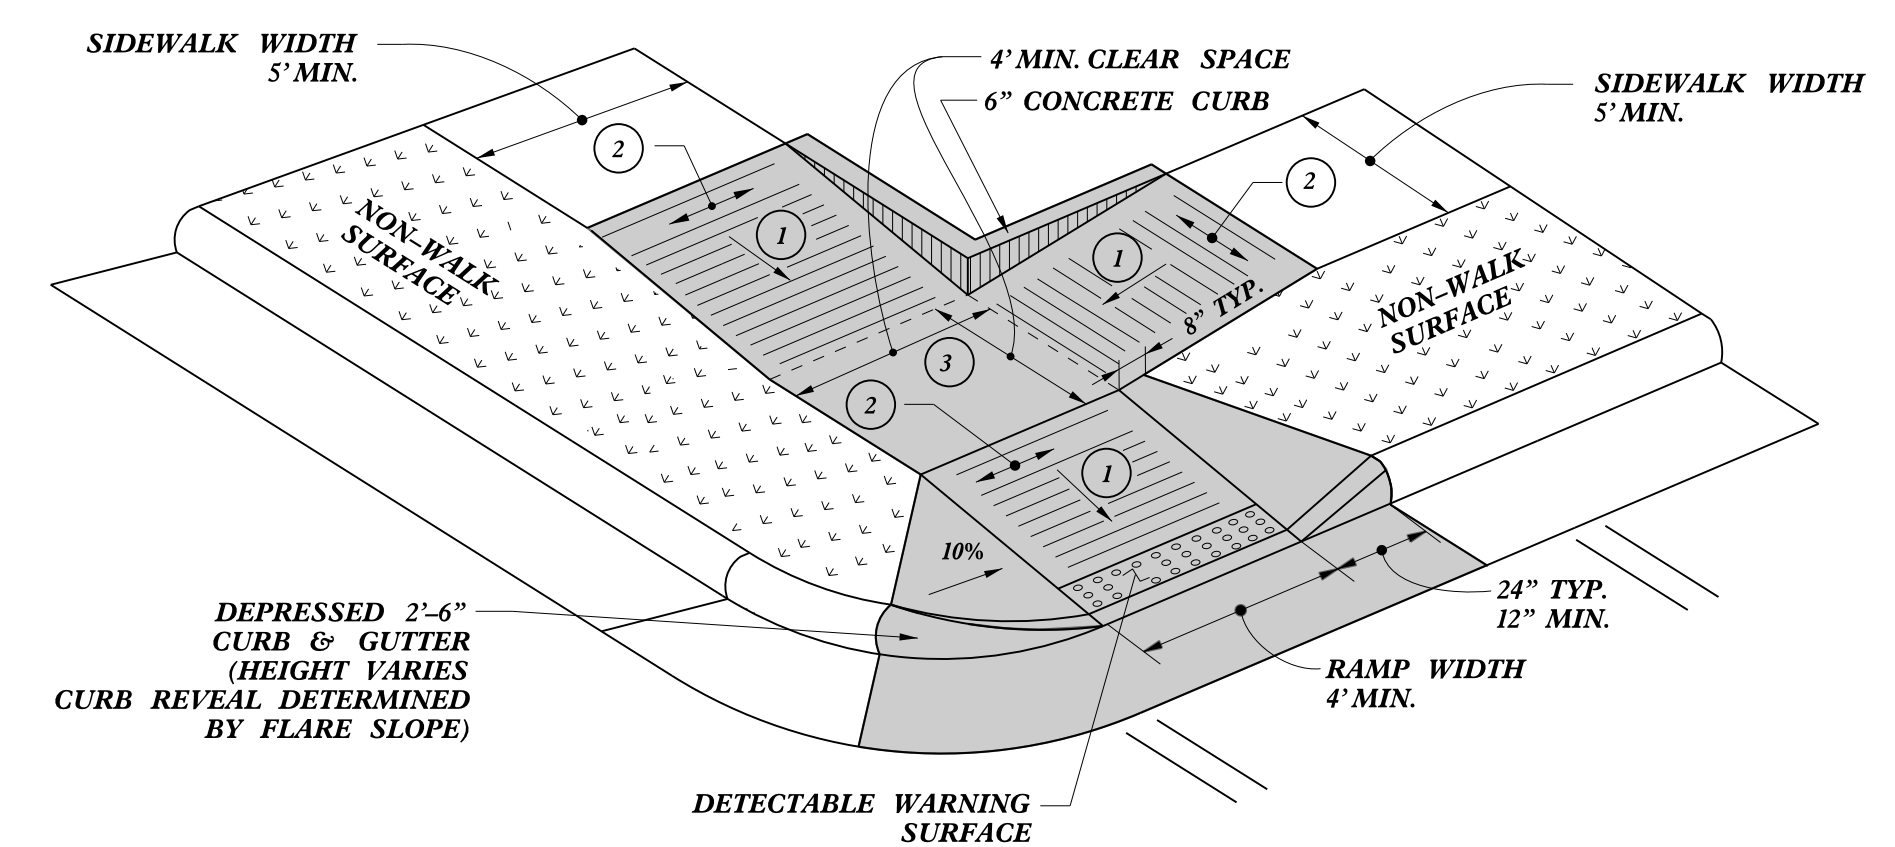 SIDEWALK WIDTH
5' MIN.
4' MIN. CLEAR SPACE
6” CONCRETE CURB
SIDEWALK WIDTH
5' MIN.
2
2
1
1
NON–WALK
SURFACE
NON–WALK
SURFACE
8” TYP.
3
2
1
10%
DEPRESSED 2'–6”
CURB & GUTTER
(HEIGHT VARIES
CURB REVEAL DETERMINED
BY FLARE SLOPE)
24” TYP.
12” MIN.
RAMP WIDTH
4' MIN.
DETECTABLE WARNING
SURFACE